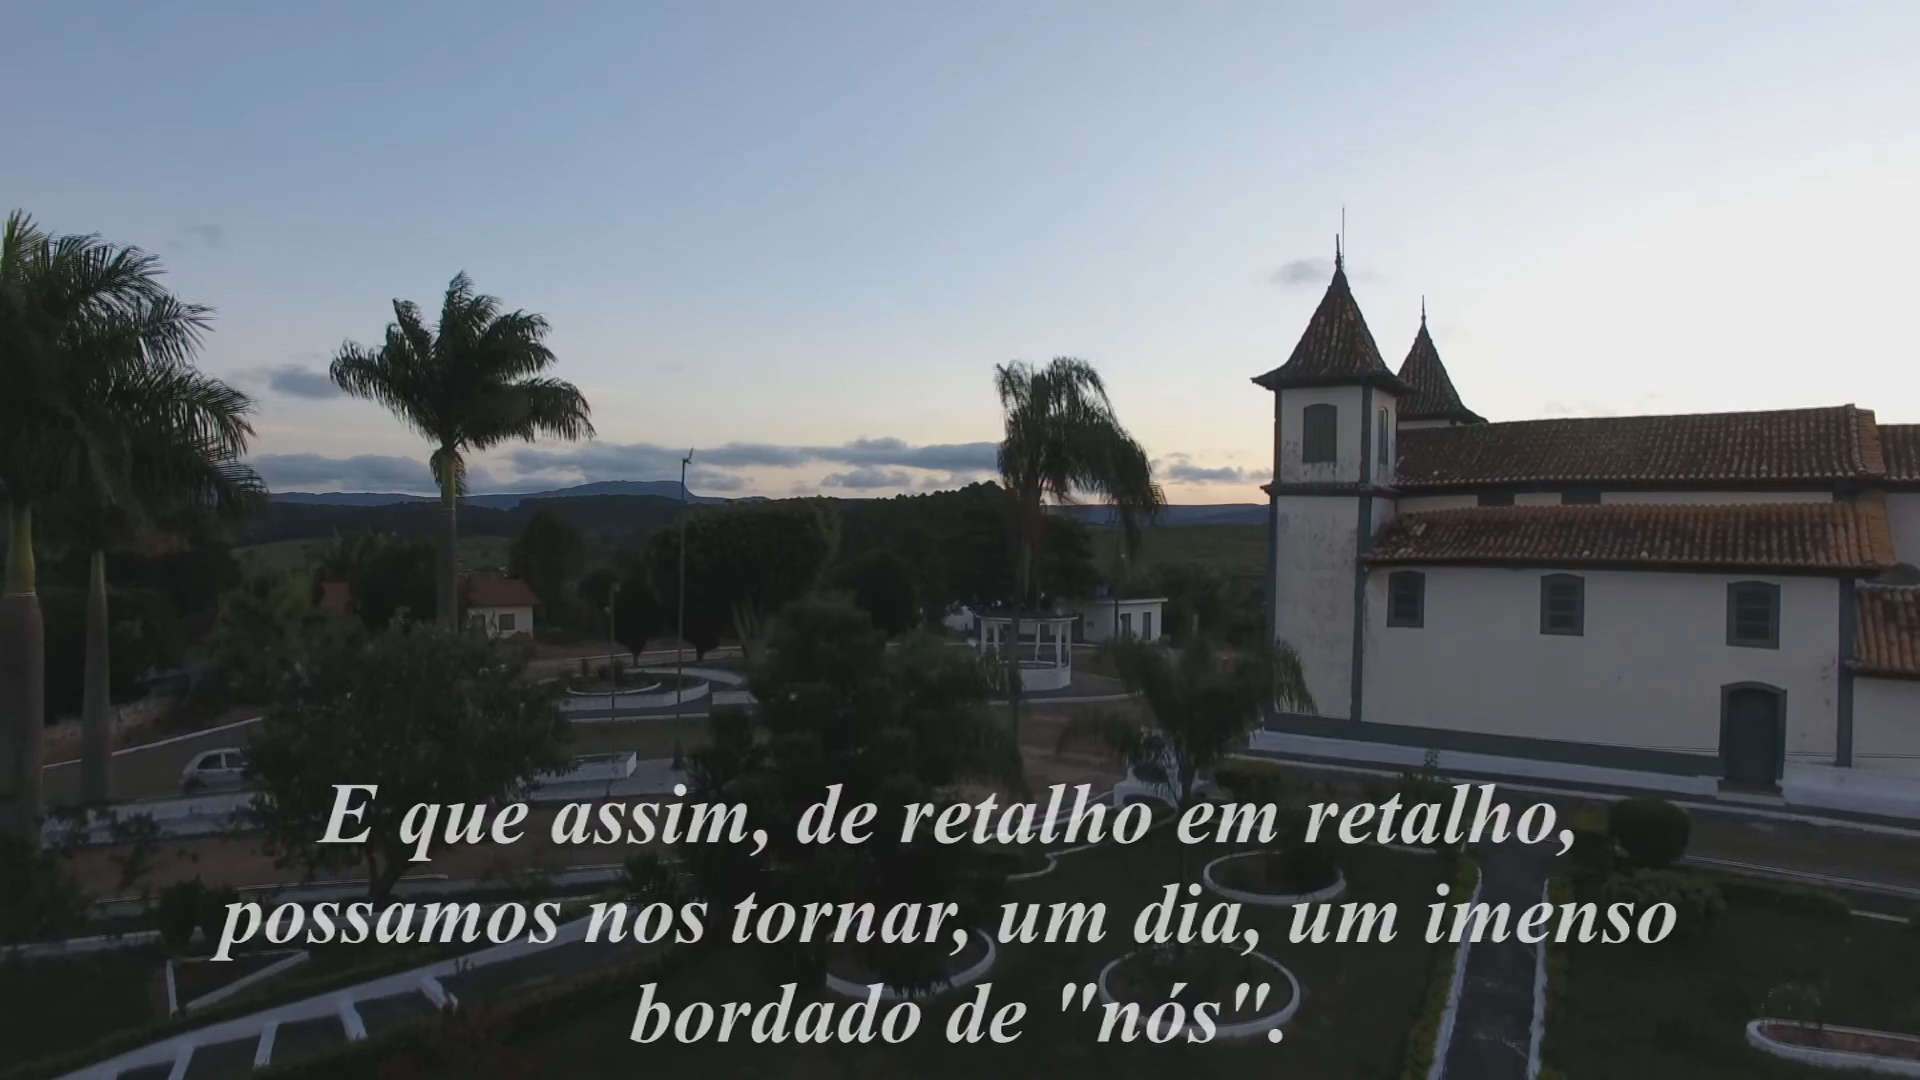 E que assim, de retalho em retalho,
possamos nos tornar, um dia, um imenso
bordado de "nós".